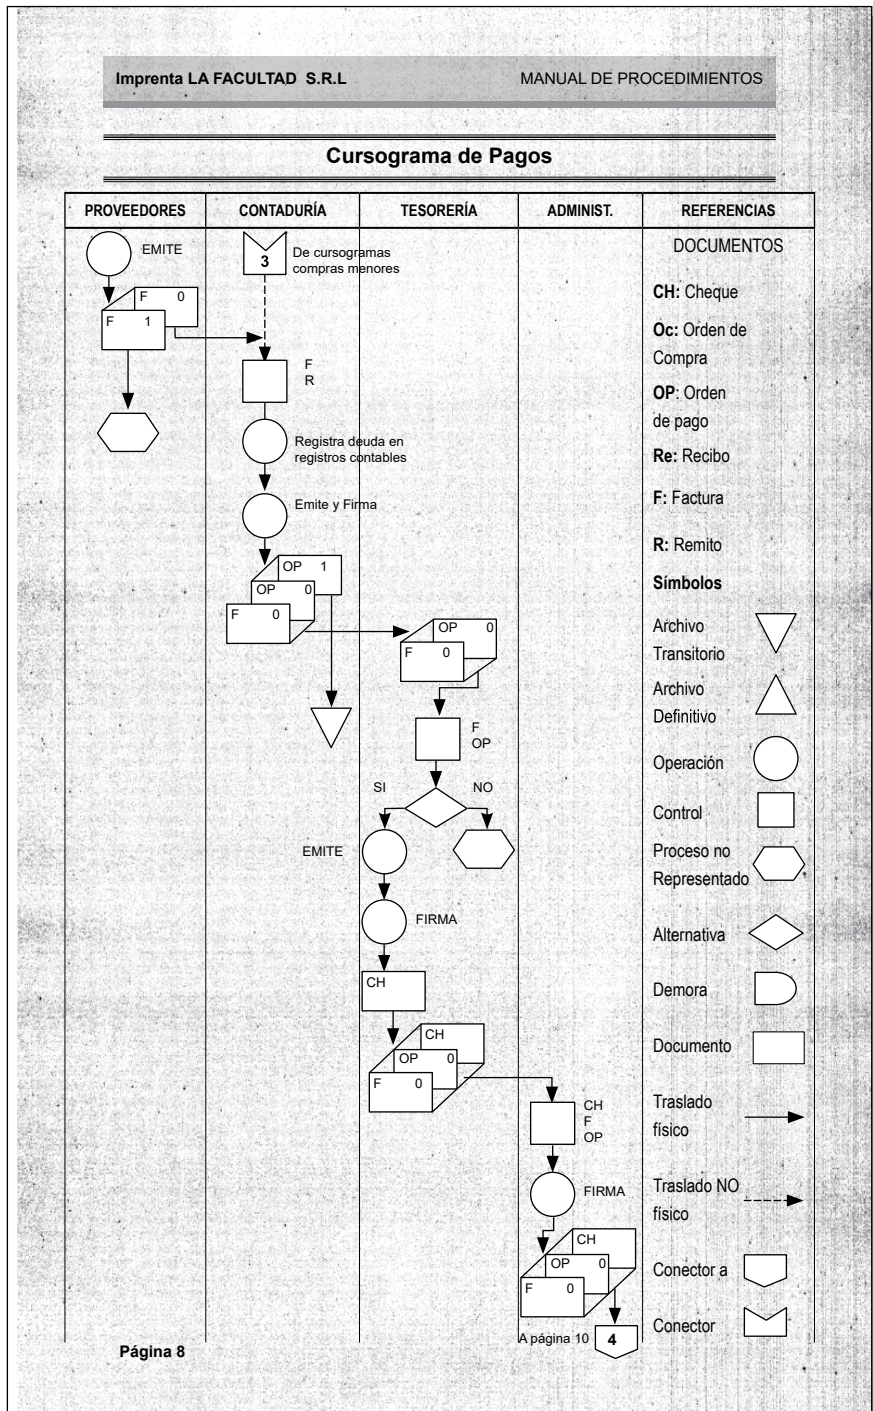 Imprenta LA FACULTAD S.R.L
MANUAL DE PROCEDIMIENTOS
Cursograma de Pagos
PROVEEDORES
CONTADURÍA
TESORERÍA
ADMINIST.
REFERENCIAS
EMITE
F 0
F 1
3
De cursogramas
compras menores
F
R
Registra deuda en
registros contables
Emite y Firma
OP 1
OP 0
F 0
OP 0
F 0
F
OP
SI
NO
EMITE
FIRMA
CH
CH
OP 0
F 0
CH
F
OP
FIRMA
CH
OP 0
F 0
A página 10
4
DOCUMENTOS
CH: Cheque
Oc: Orden de
Compra
OP: Orden
de pago
Re: Recibo
F: Factura
R: Remito
Símbolos
Archivo
Transitorio
Archivo
Definitivo
Operación
Control
Proceso no
Representado
Alternativa
Demora
Documento
Traslado
físico
Traslado NO
físico
Conector a
Conector
Página 8